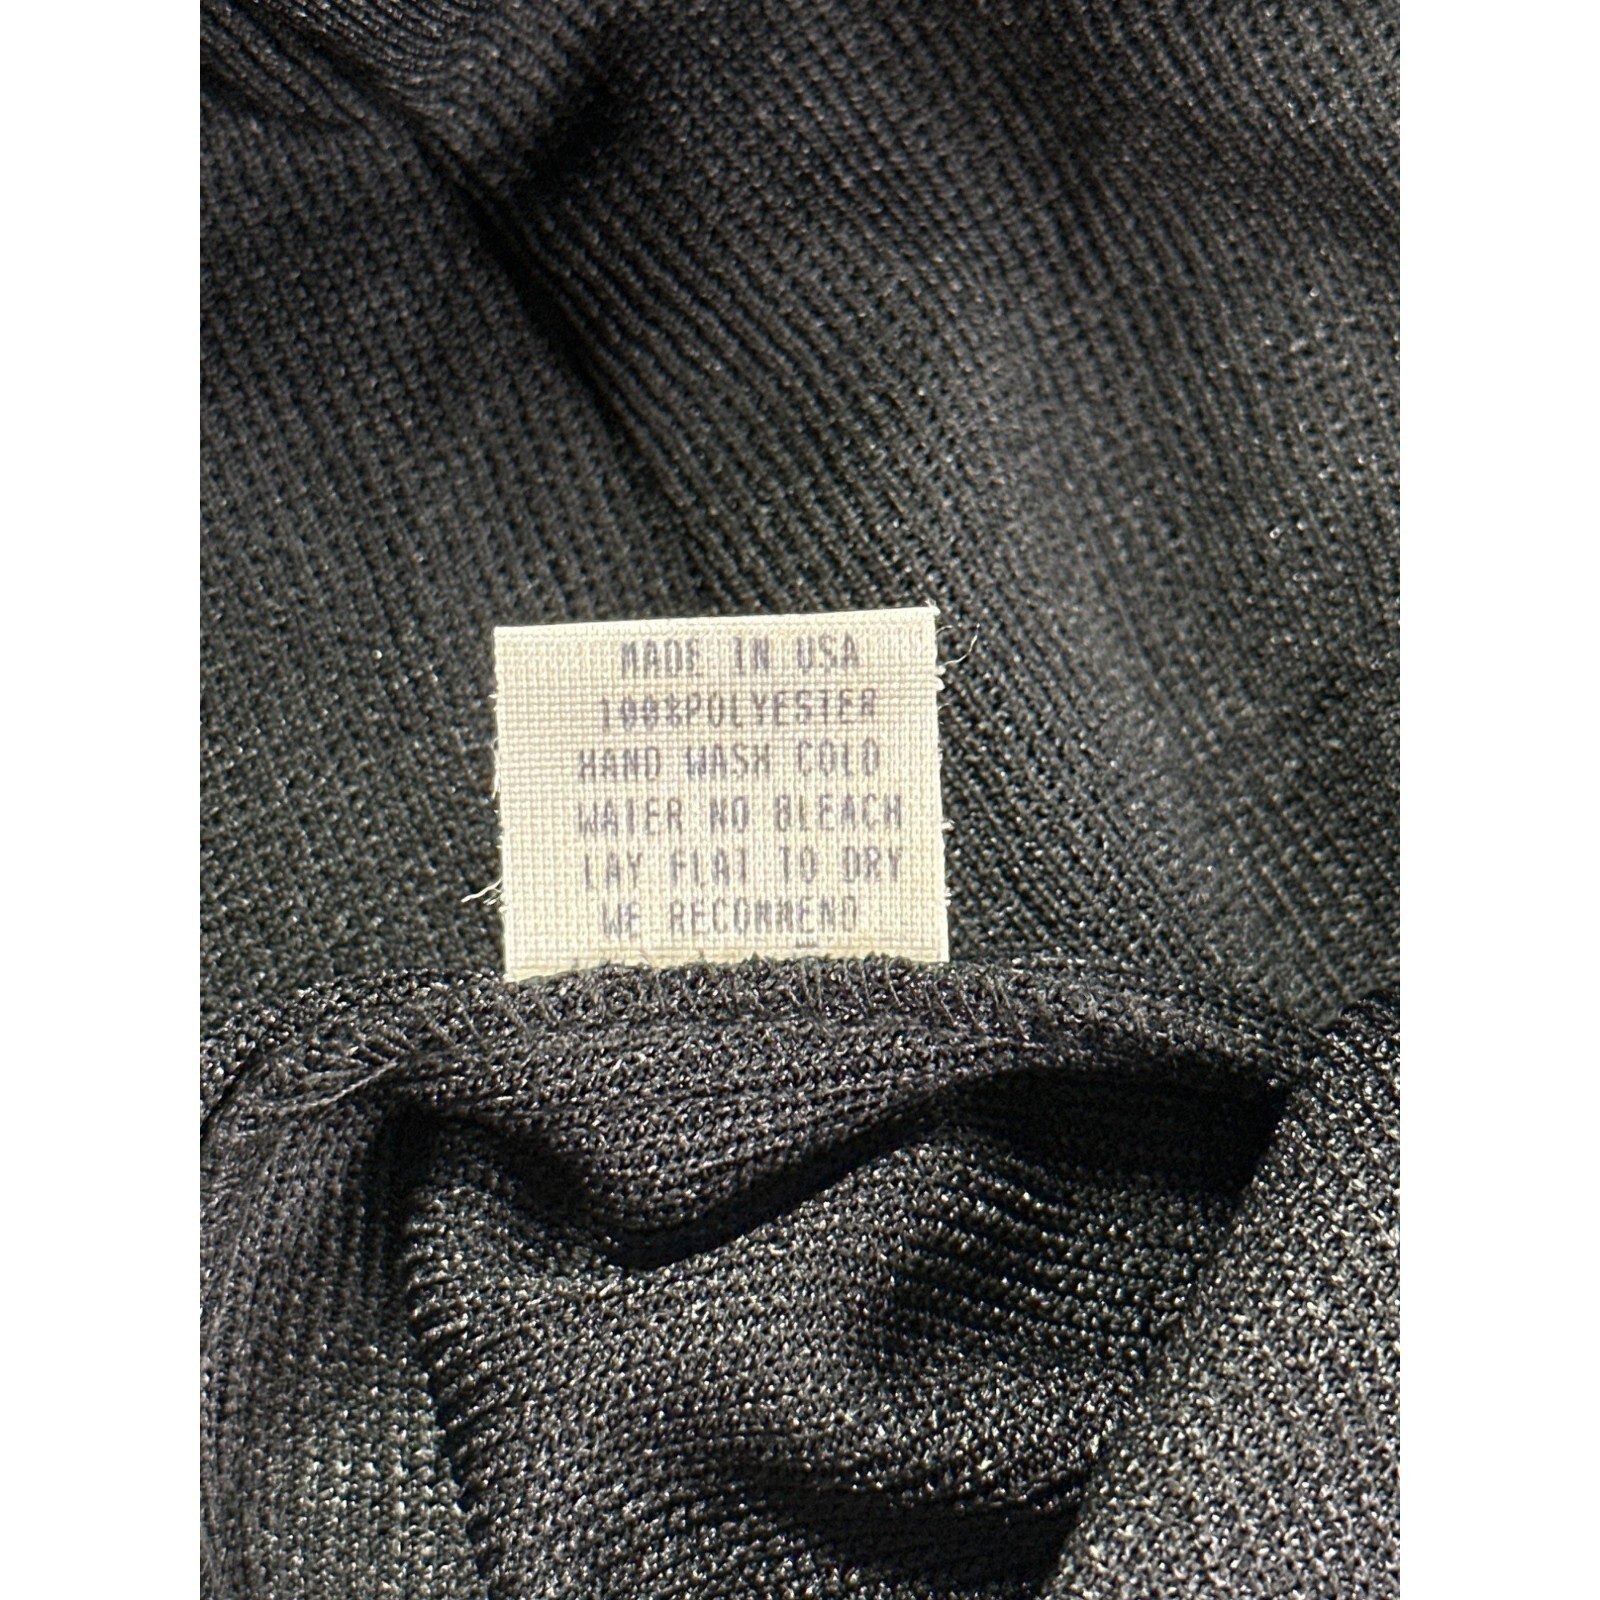 MADE IN USA
100%POLYESTER
HAND WASH COLD
WATER NO BLEACH
LAY FLAT TO DRY
WE RECOMMEND